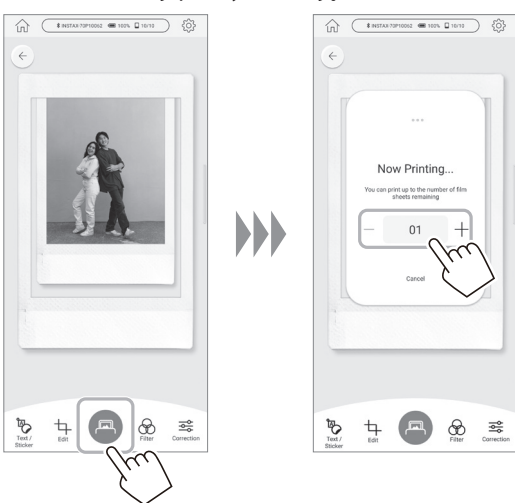 INSTAX-70P10062 100% 10/10
Text /
Sticker
Edit
Filter
Correction
INSTAX-70P10062 100% 10/10
Now Printing...
You can print up to the number of film
sheets remaining
01
Cancel
Text /
Sticker
Edit
Filter
Correction